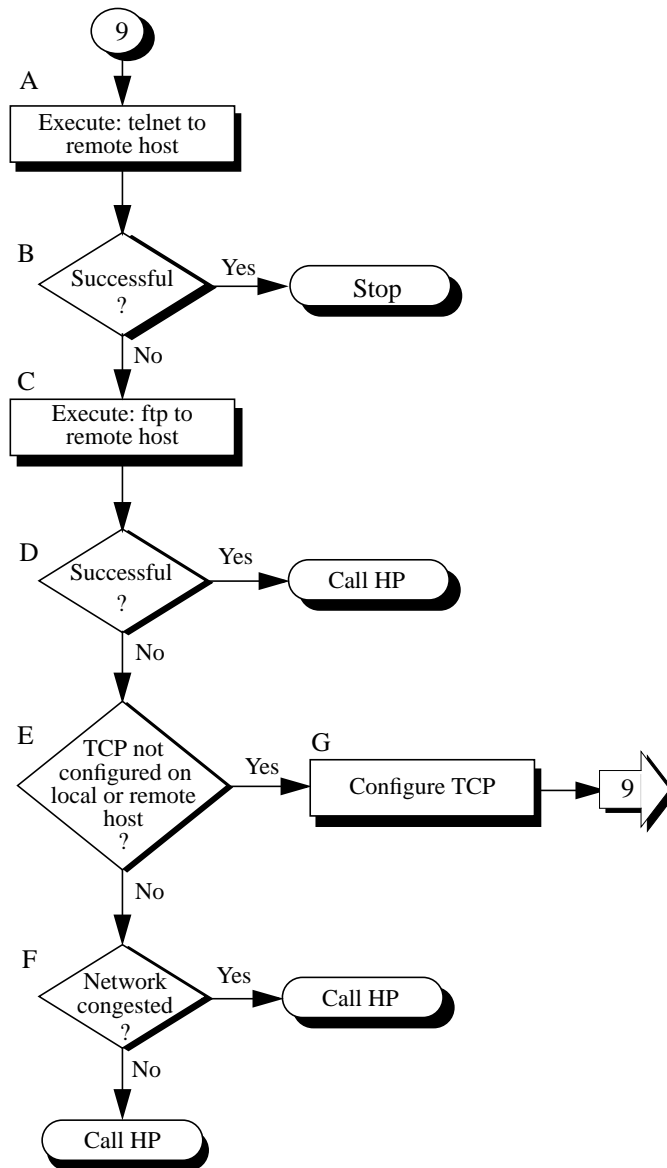 9
A
Execute: telnet to
remote host
B
Successful
?
Yes
Stop
No
C
Execute: ftp to
remote host
D
Successful
?
Yes
Call HP
No
E
TCP not
configured on
local or remote
host
?
Yes
G
Configure TCP
9
No
F
Network
congested
?
Yes
Call HP
No
Call HP